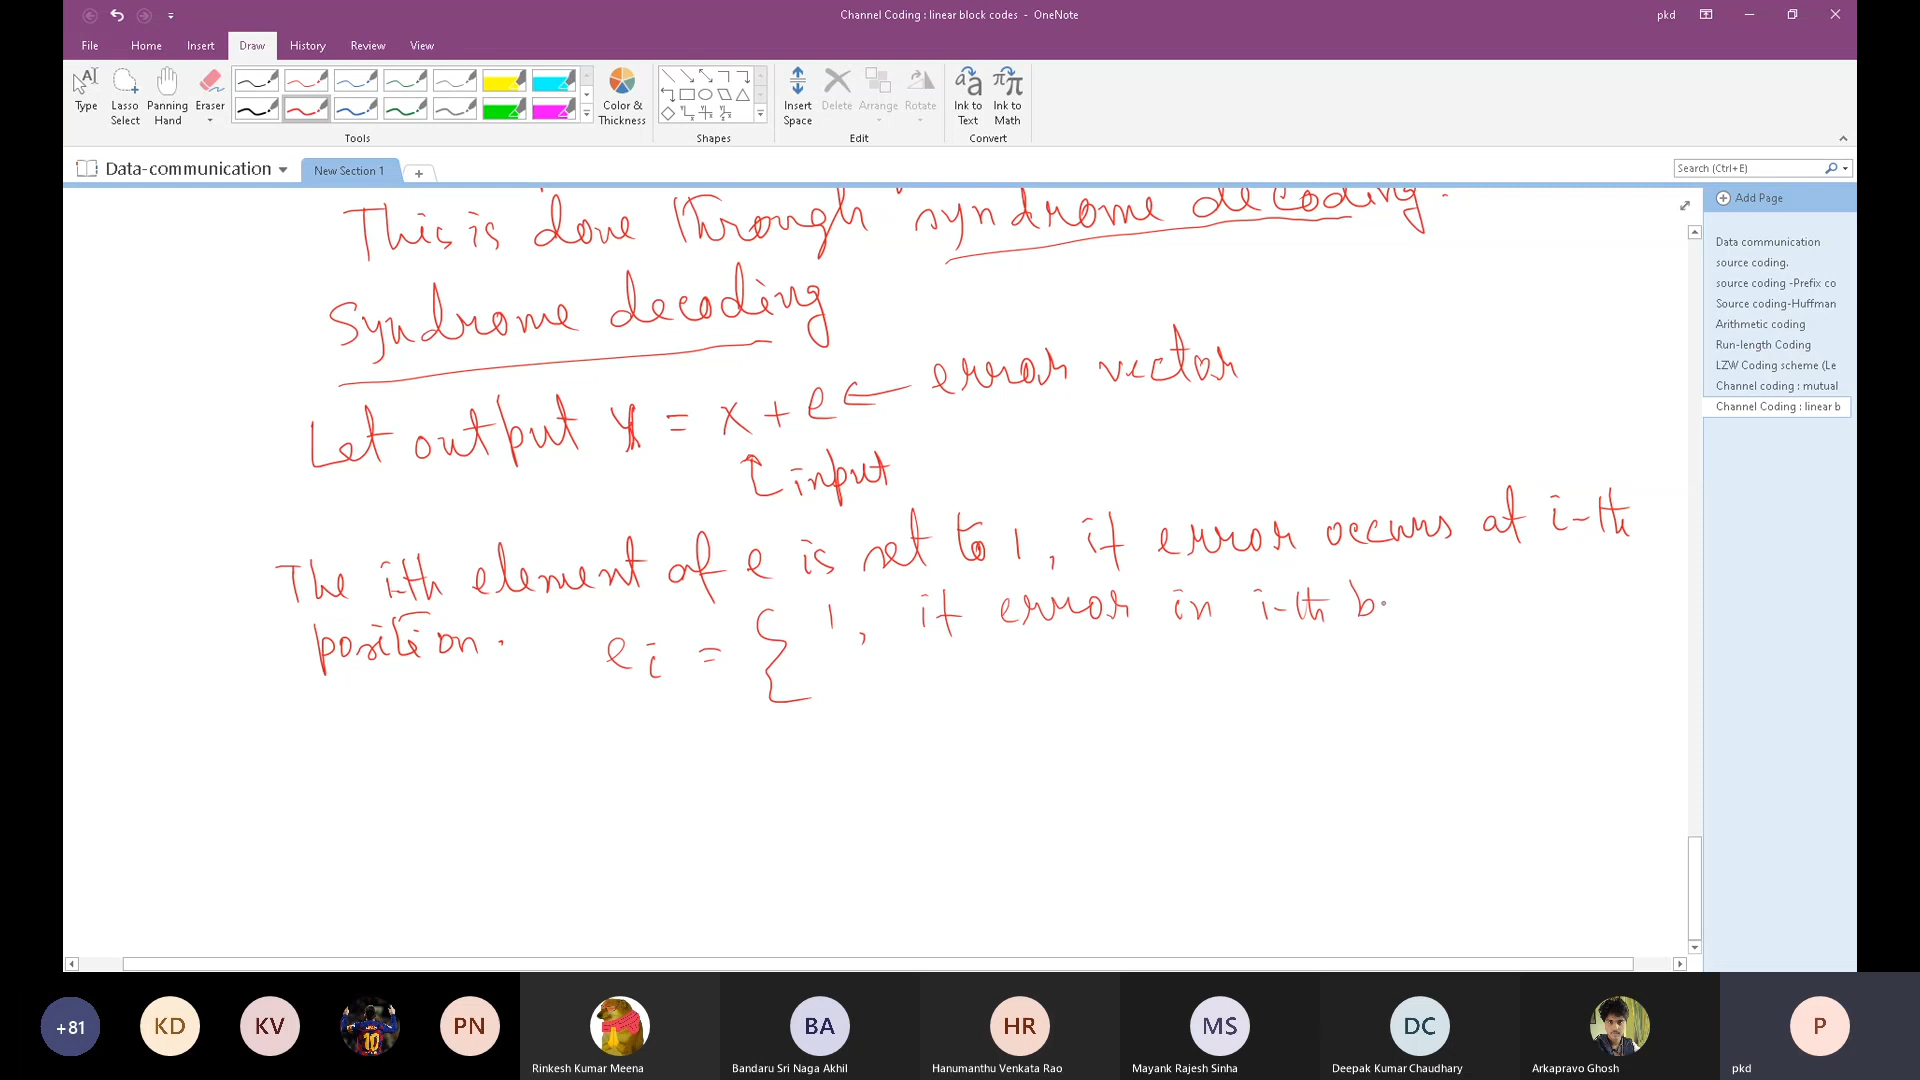 Channel Coding : linear block codes - OneNote
pkd
File Home Insert Draw History Review View
Type
Lasso Select
Panning Hand
Eraser
Color & Thickness
Insert Space
Delete
Arrange
Rotate
Ink to Text
Ink to Math
Tools
Shapes
Edit
Convert
Data-communication
New Section 1
Search (Ctrl+E)
Add Page
Data communication
source coding.
source coding -Prefix co
Source coding-Huffman
Arithmetic coding
Run-length Coding
LZW Coding scheme (Le
Channel coding : mutual
Channel Coding : linear b
This is done through syndrome decoding.
Syndrome decoding
Let output y = x + e ← error vector
input
The ith element of e is set to 1, if error occurs at i-th
position. ei = { 1, if error in i-th b
+81
KD
KV
10
PN
Rinkesh Kumar Meena
BA
Bandaru Sri Naga Akhil
HR
Hanumanthu Venkata Rao
MS
Mayank Rajesh Sinha
DC
Deepak Kumar Chaudhary
Arkapravo Ghosh
P
pkd